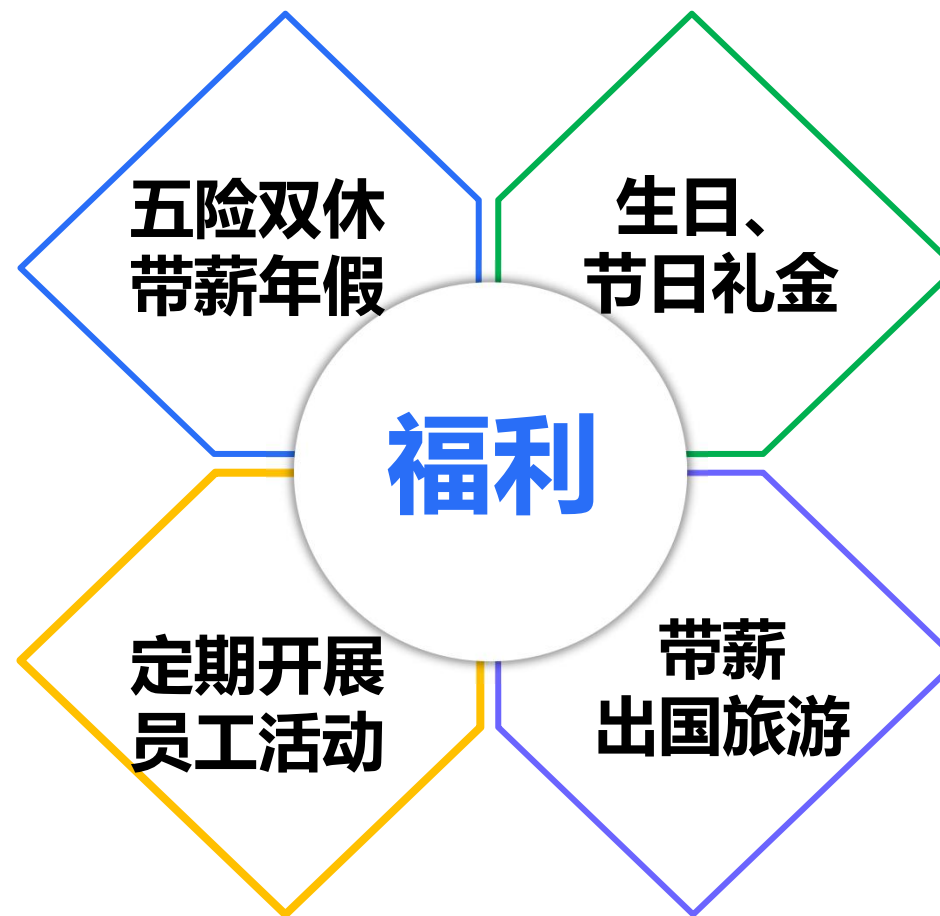 五险双休
带薪年假
生日、
节日礼金
福利
定期开展
员工活动
带薪
出国旅游